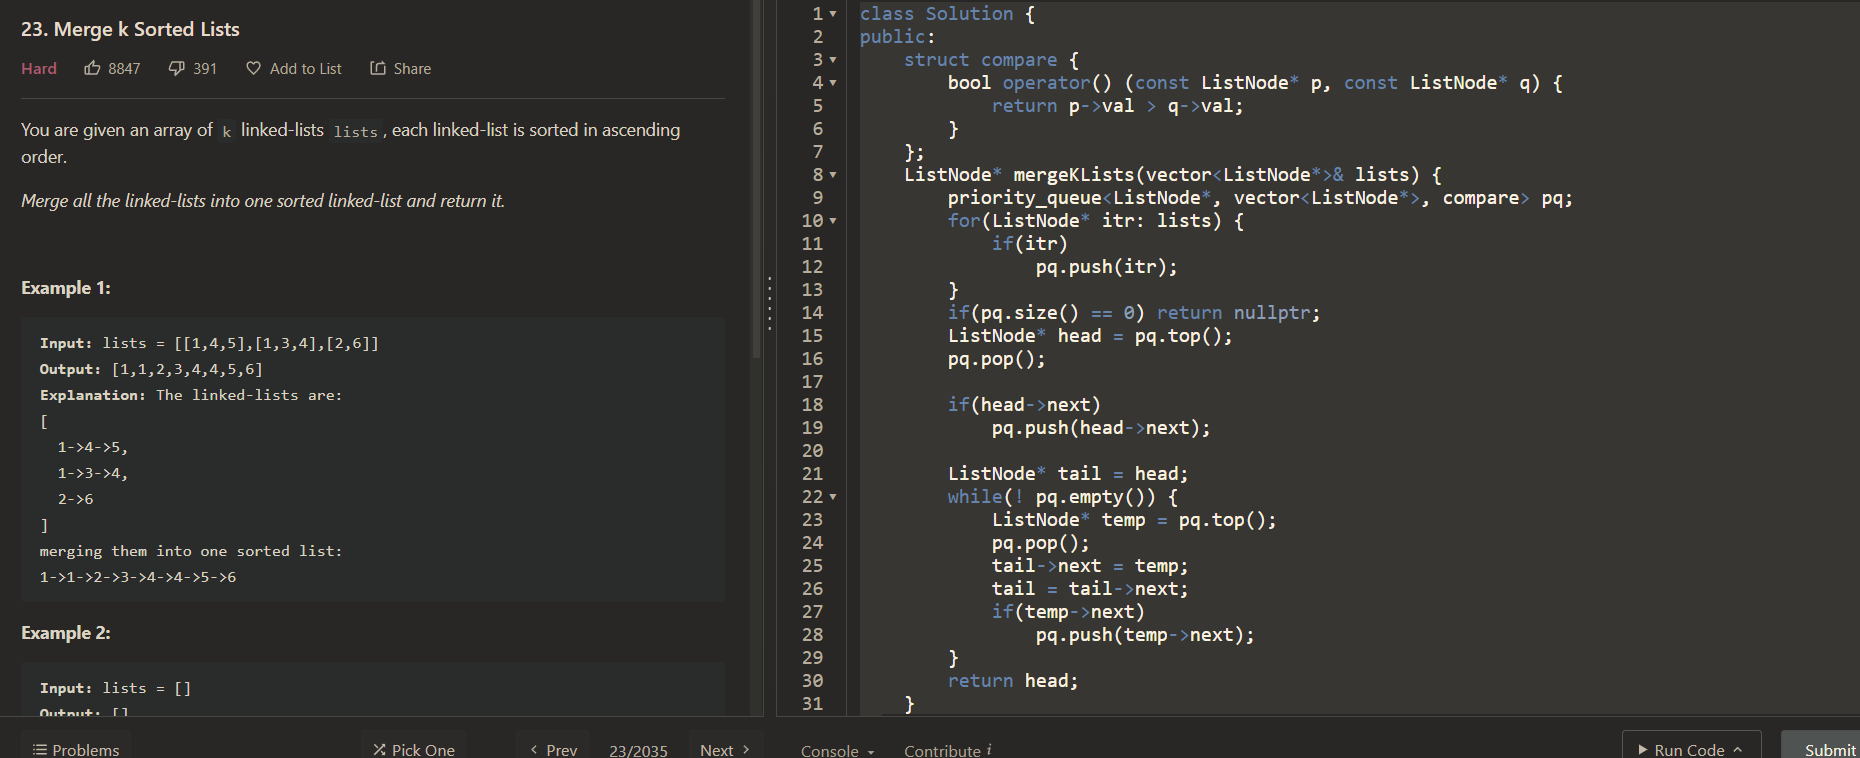 23. Merge k Sorted Lists
Hard 8847 391 Add to List Share
You are given an array of k linked-lists lists, each linked-list is sorted in ascending
order.
Merge all the linked-lists into one sorted linked-list and return it.
Example 1:
Input: lists = [[1,4,5],[1,3,4],[2,6]]
Output: [1,1,2,3,4,4,5,6]
Explanation: The linked-lists are:
[
  1->4->5,
  1->3->4,
  2->6
]
merging them into one sorted list:
1->1->2->3->4->4->5->6
Example 2:
Input: lists = []
Output: []
Problems Pick One < Prev 23/2035 Next >
1 class Solution {
2 public:
3     struct compare {
4         bool operator() (const ListNode* p, const ListNode* q) {
5             return p->val > q->val;
6         }
7     };
8     ListNode* mergeKLists(vector<ListNode*>& lists) {
9         priority_queue<ListNode*, vector<ListNode*>, compare> pq;
10         for(ListNode* itr: lists) {
11             if(itr)
12                 pq.push(itr);
13         }
14         if(pq.size() == 0) return nullptr;
15         ListNode* head = pq.top();
16         pq.pop();
17
18         if(head->next)
19             pq.push(head->next);
20
21         ListNode* tail = head;
22         while(! pq.empty()) {
23             ListNode* temp = pq.top();
24             pq.pop();
25             tail->next = temp;
26             tail = tail->next;
27             if(temp->next)
28                 pq.push(temp->next);
29         }
30         return head;
31     }
Console Contribute i Run Code Submit